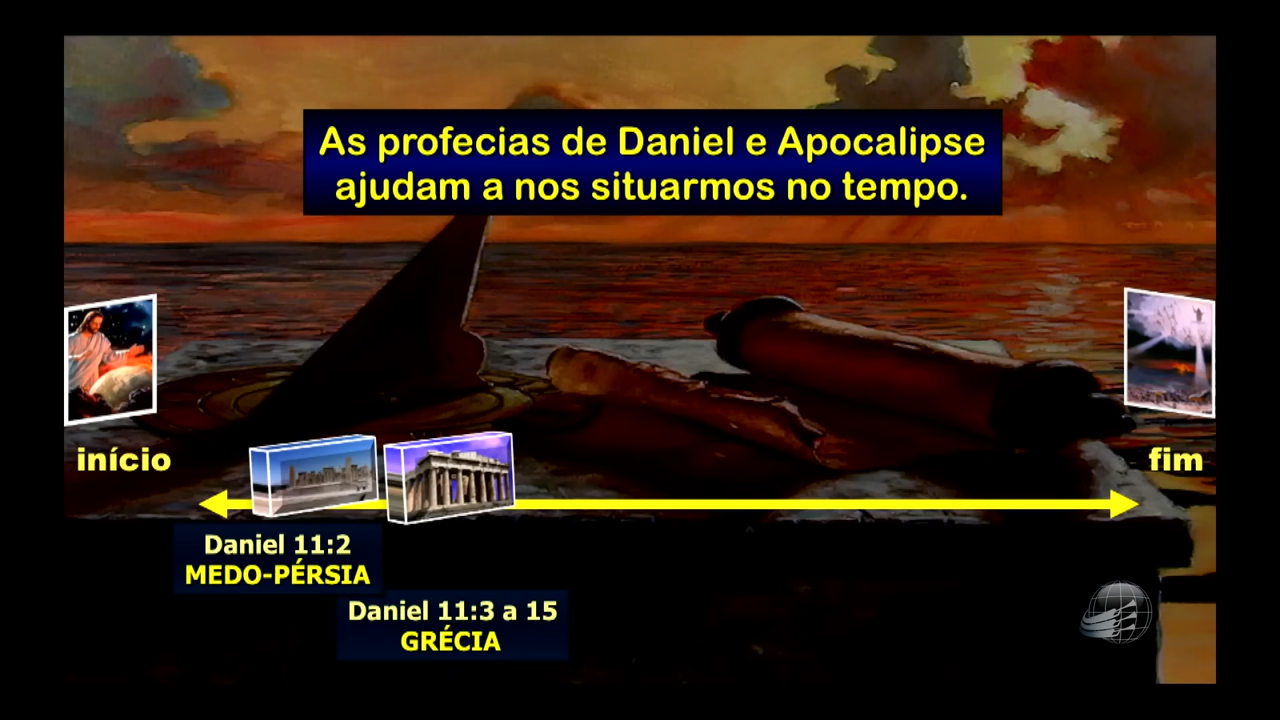 As profecias de Daniel e Apocalipse
ajudam a nos situarmos no tempo.
início
fim
Daniel 11:2
MEDO-PÉRSIA
Daniel 11:3 a 15
GRÉCIA